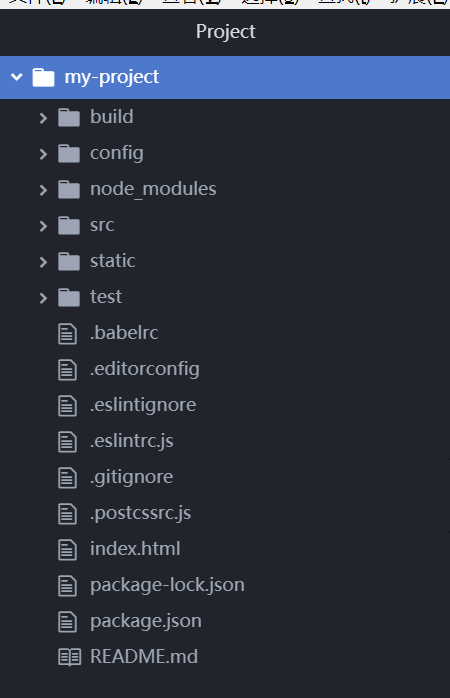 Project
my-project
build
config
node_modules
src
static
test
.babelrc
.editorconfig
.eslintignore
.eslintrc.js
.gitignore
.postcssrc.js
index.html
package-lock.json
package.json
README.md